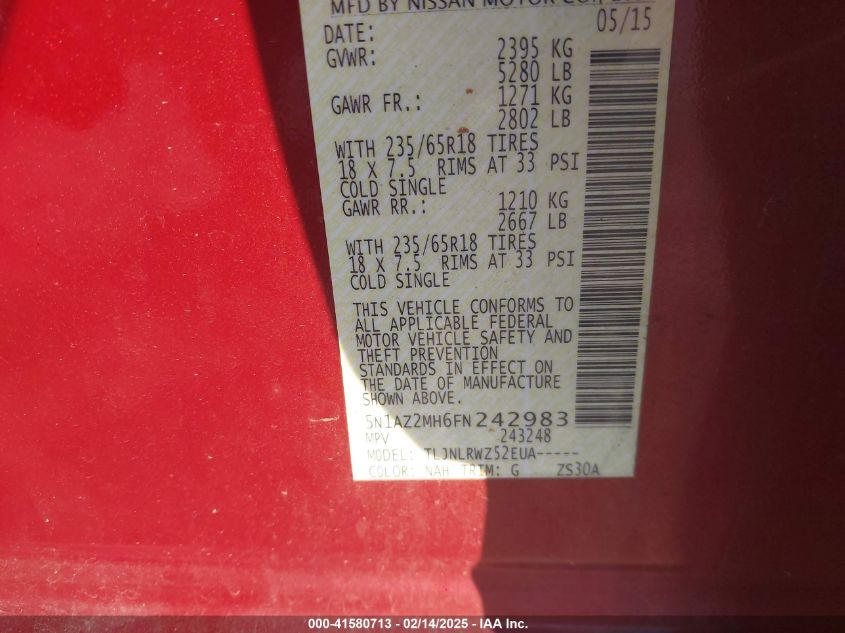 MFD BY NISSAN MOTOR CO.,
DATE: 05/15
GVWR: 2395 KG
5280 LB
GAWR FR.: 1271 KG
2802 LB
WITH 235/65R18 TIRES
18 X 7.5 RIMS AT 33 PSI
COLD SINGLE
GAWR RR.: 1210 KG
2667 LB
WITH 235/65R18 TIRES
18 X 7.5 RIMS AT 33 PSI
COLD SINGLE
THIS VEHICLE CONFORMS TO
ALL APPLICABLE FEDERAL
MOTOR VEHICLE SAFETY AND
THEFT PREVENTION
STANDARDS IN EFFECT ON
THE DATE OF MANUFACTURE
SHOWN ABOVE.
5N1AZ2MH6FN242983
MPV 243248
MODEL: TLJNLRWZ52EUA-----
COLOR: NAH TRIM: G ZS30A
000-41580713 - 02/14/2025 - IAA Inc.